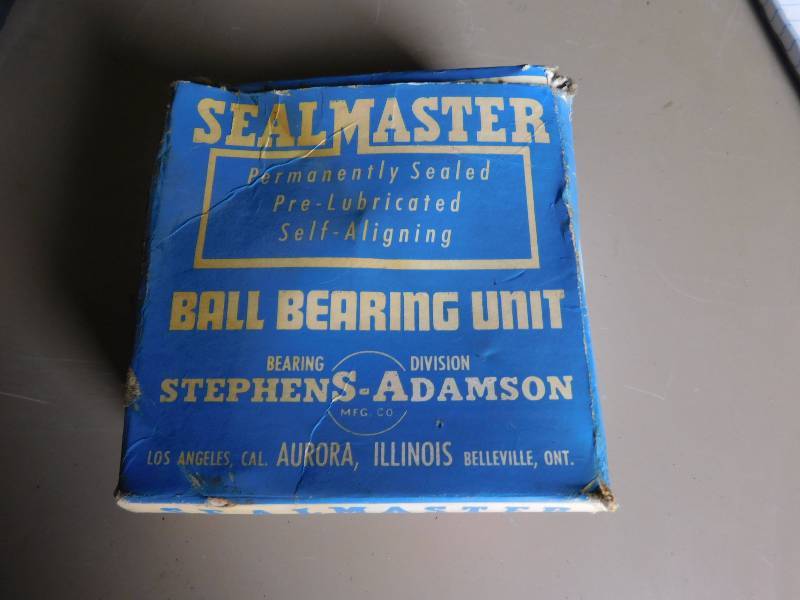 SEALMASTER
Permanently Sealed
Pre-Lubricated
Self-Aligning
BALL BEARING UNIT
BEARING DIVISION
STEPHENS-ADAMSON
MFG. CO.
LOS ANGELES, CAL. AURORA, ILLINOIS BELLEVILLE, ONT.
SEALMASTER